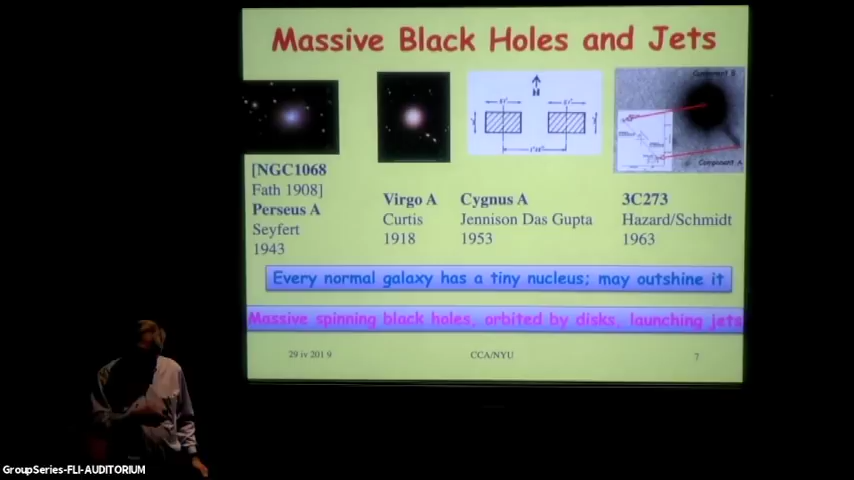 Massive Black Holes and Jets
Component B
N
Component A
[NGC1068
Fath 1908]
Perseus A
Seyfert
1943
Virgo A
Curtis
1918
Cygnus A
Jennison Das Gupta
1953
3C273
Hazard/Schmidt
1963
Every normal galaxy has a tiny nucleus; may outshine it
Massive spinning black holes, orbited by disks, launching jets
29 iv 2019
CCA/NYU
7
GroupSeries-FLI-AUDITORIUM